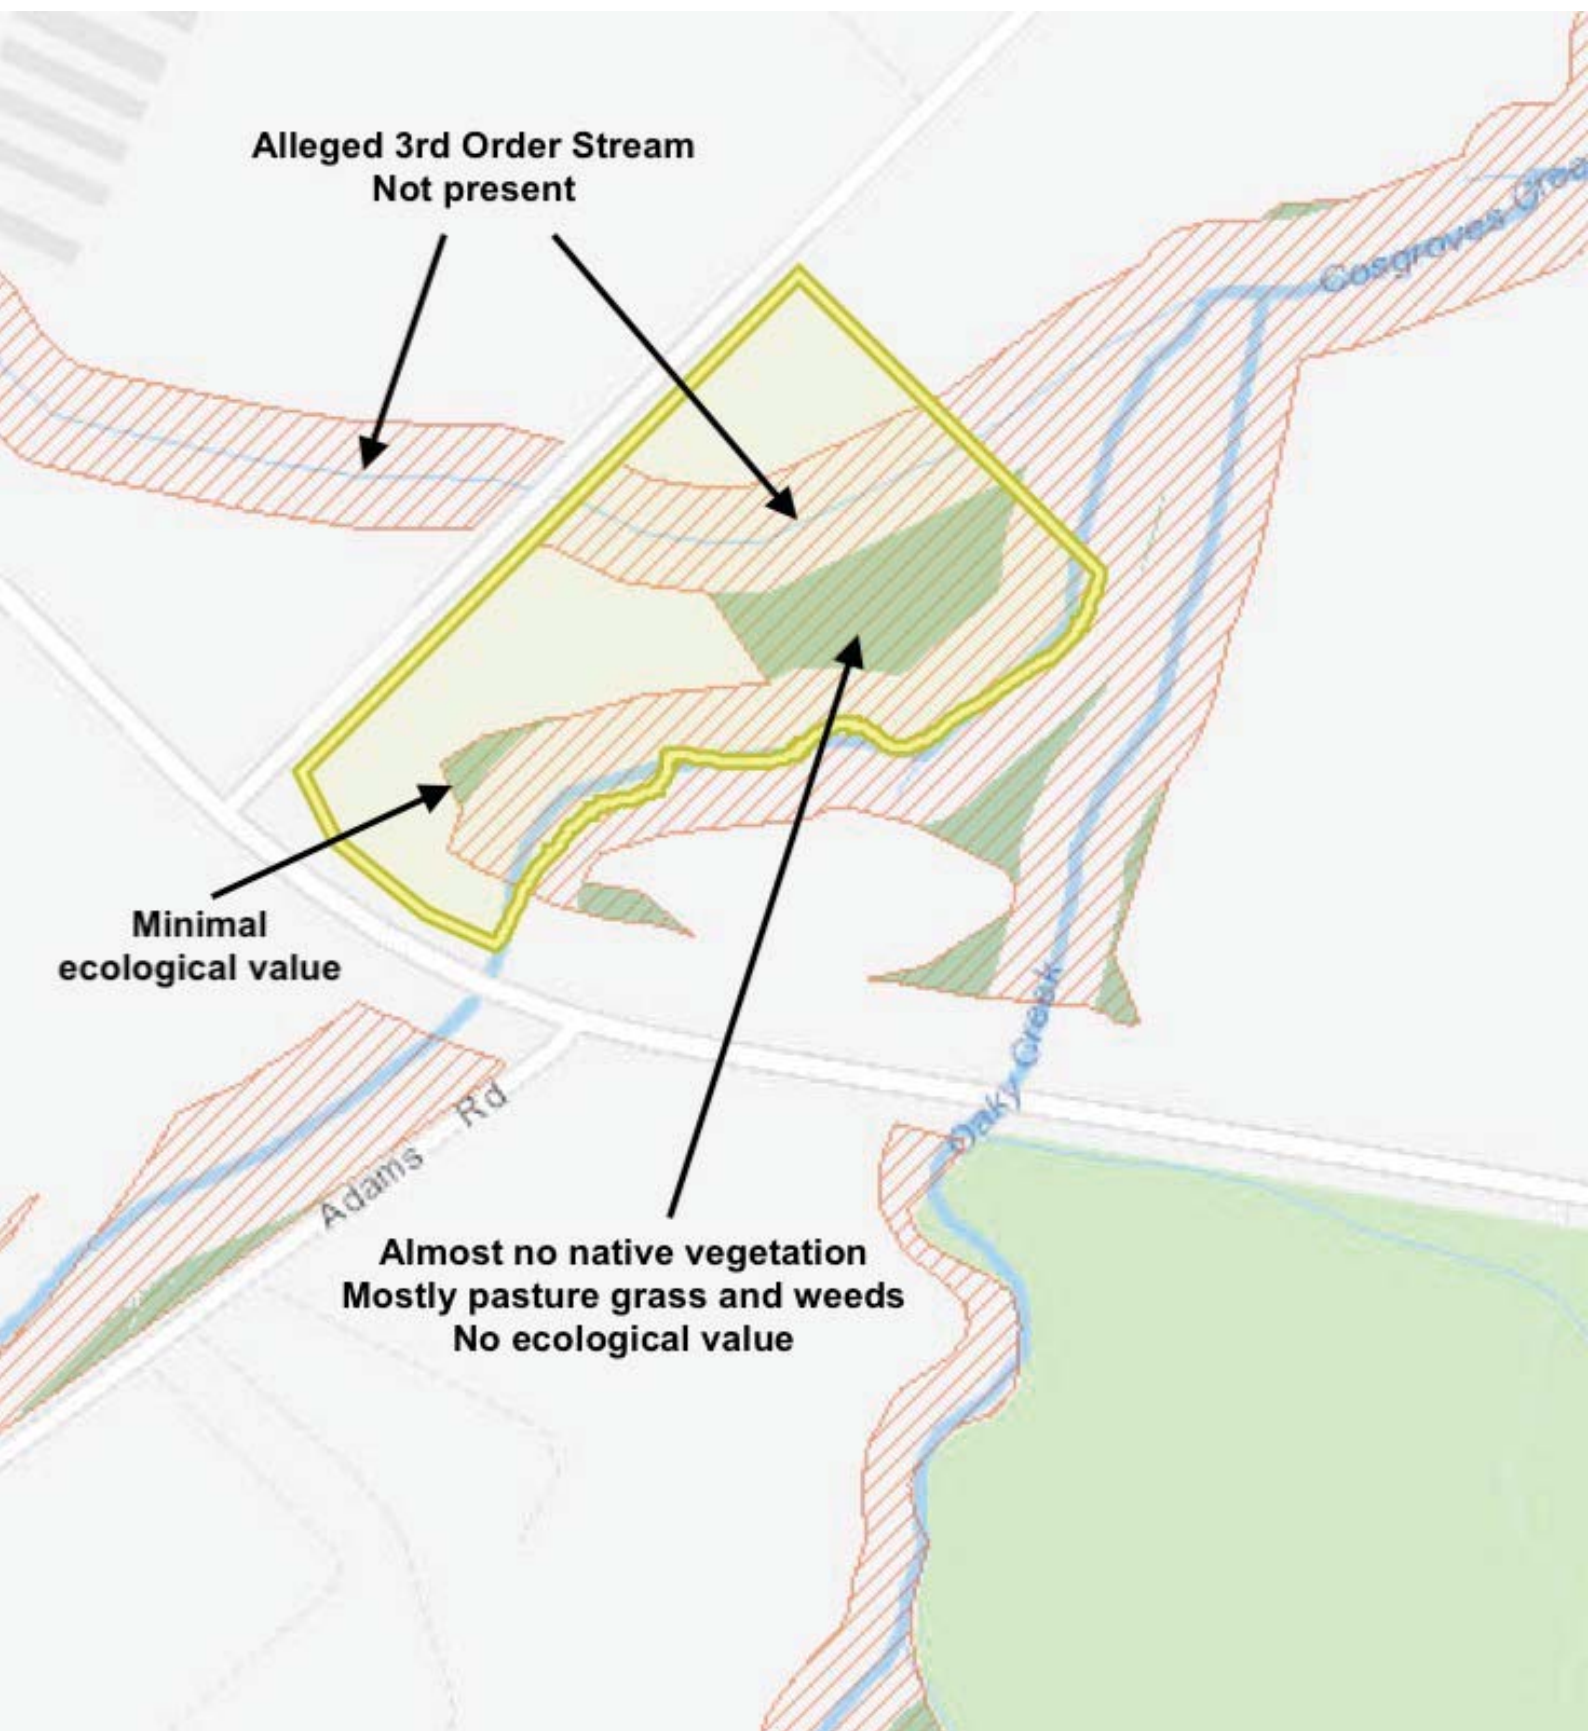 Alleged 3rd Order Stream
Not present
Cosgroves Creek
Minimal
ecological value
Oaky Creek
Adams Rd
Almost no native vegetation
Mostly pasture grass and weeds
No ecological value